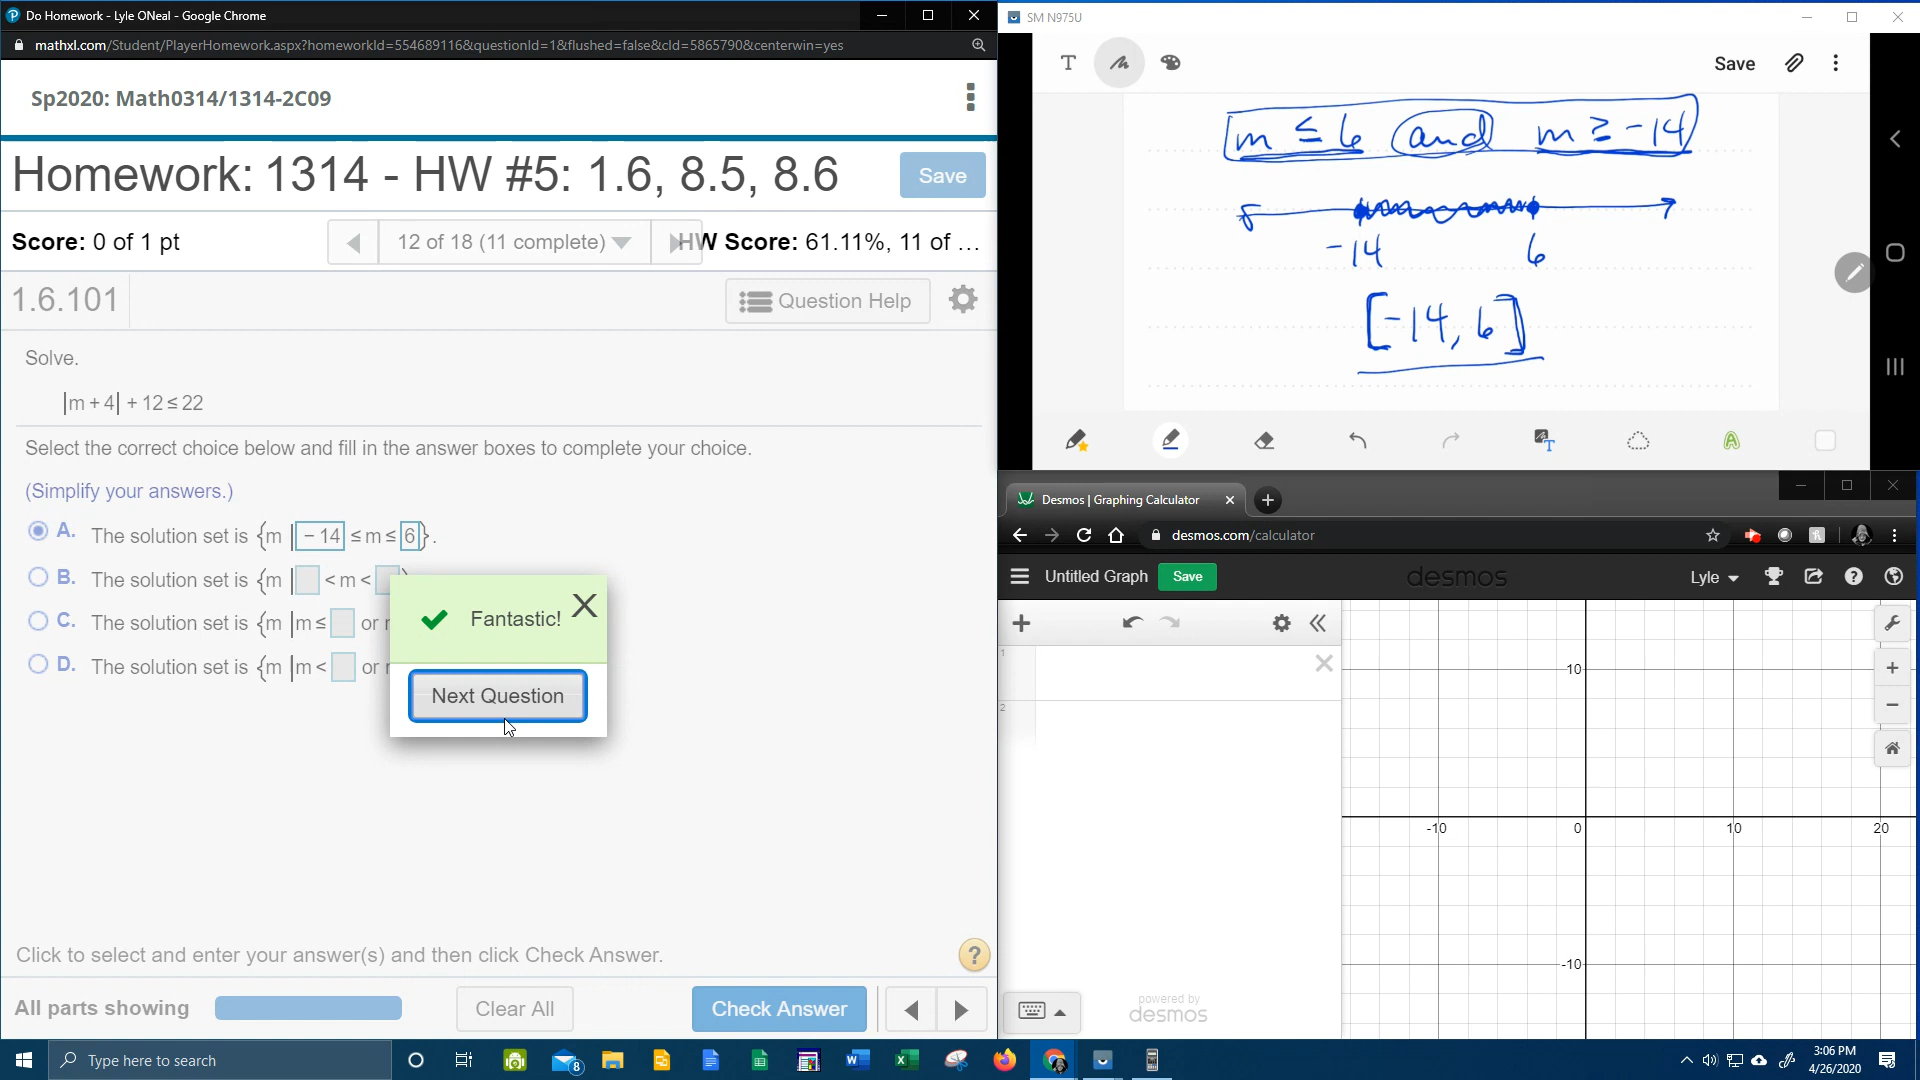 Do Homework - Lyle ONeal - Google Chrome
mathxl.com/Student/PlayerHomework.aspx?homeworkId=554689116&questionId=1&flushed=false&cId=5865790&centerwin=yes
Sp2020: Math0314/1314-2C09
Homework: 1314 - HW #5: 1.6, 8.5, 8.6
Save
Score: 0 of 1 pt
12 of 18 (11 complete)
HW Score: 61.11%, 11 of ...
1.6.101
Question Help
Solve.
|m + 4| + 12 ≤ 22
Select the correct choice below and fill in the answer boxes to complete your choice.
(Simplify your answers.)
A. The solution set is {m | - 14 ≤ m ≤ 6}.
B. The solution set is {m | < m <
C. The solution set is {m | m ≤ or
D. The solution set is {m | m < or
Fantastic!
Next Question
Click to select and enter your answer(s) and then click Check Answer.
?
All parts showing
Clear All
Check Answer
SM N975U
T
Save
m ≤ 6 and m ≥ -14
-14 6
[-14, 6]
Desmos | Graphing Calculator
desmos.com/calculator
Untitled Graph
Save
desmos
Lyle
1
2
10
-10
0
10
20
-10
powered by
desmos
Type here to search
8
3:06 PM
4/26/2020